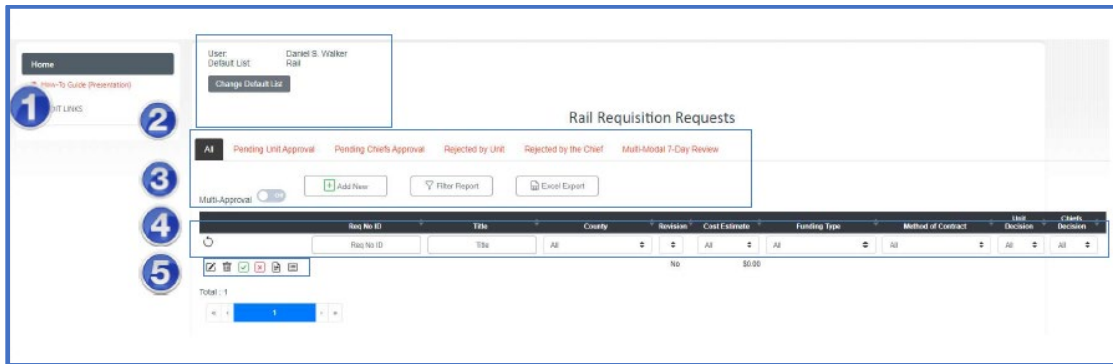 Home
How-To Guide (Presentation)
IT LINKS
1
User: Daniel S. Walker
Default List: Rail
Change Default List
2
Rail Requisition Requests
All Pending Unit Approval Pending Chiefs Approval Rejected by Unit Rejected by the Chief Multi-Modal 7-Day Review
3
Add New Filter Report Excel Export
Multi-Approval
4
Req No ID Title County Revision Cost Estimate Funding Type Method of Contract Unit Decision Chiefs Decision
Req No ID Title All All All All All All
5
No $0.00
Total : 1
« ‹ 1 › »